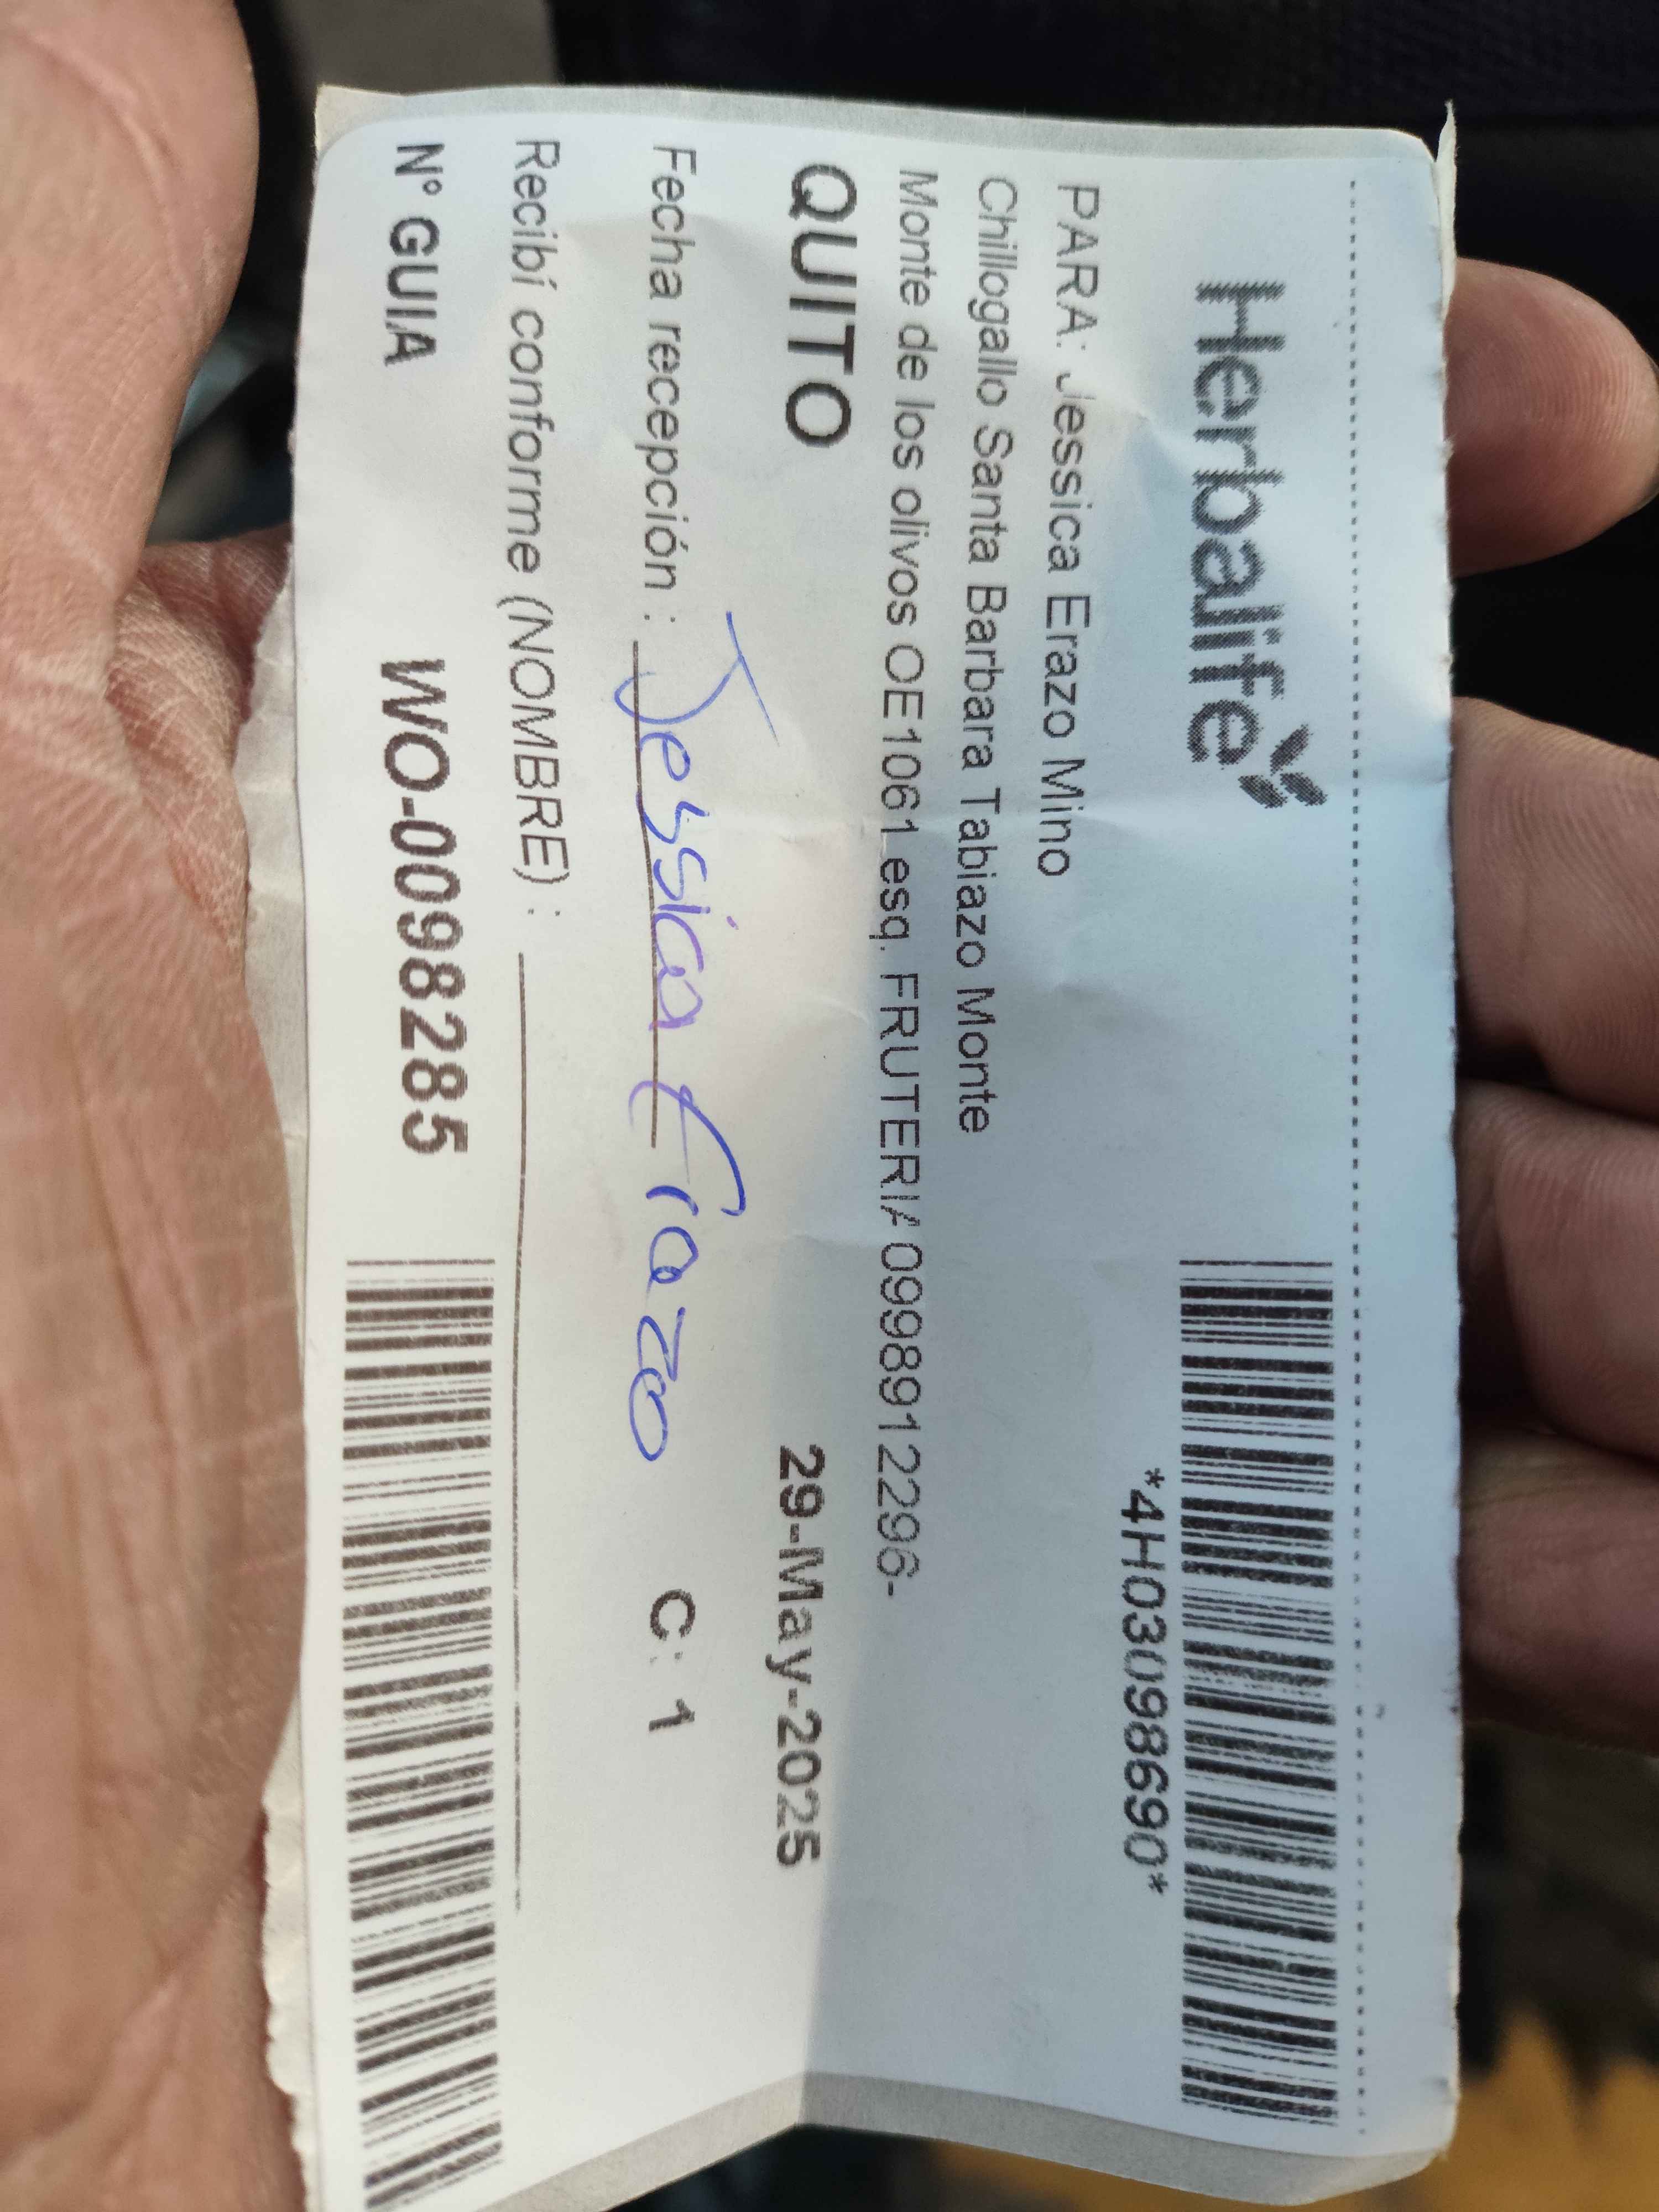 Herbalife
*4H03098690*
PARA: Jessica Erazo Mino
Chillogallo Santa Barbara Tabiazo Monte
Monte de los olivos OE1061 esq. FRUTERIA 0998912296-
QUITO 29-May-2025
Fecha recepción : Jessica Erazo C: 1
Recibí conforme (NOMBRE) :
N° GUIA WO-0098285